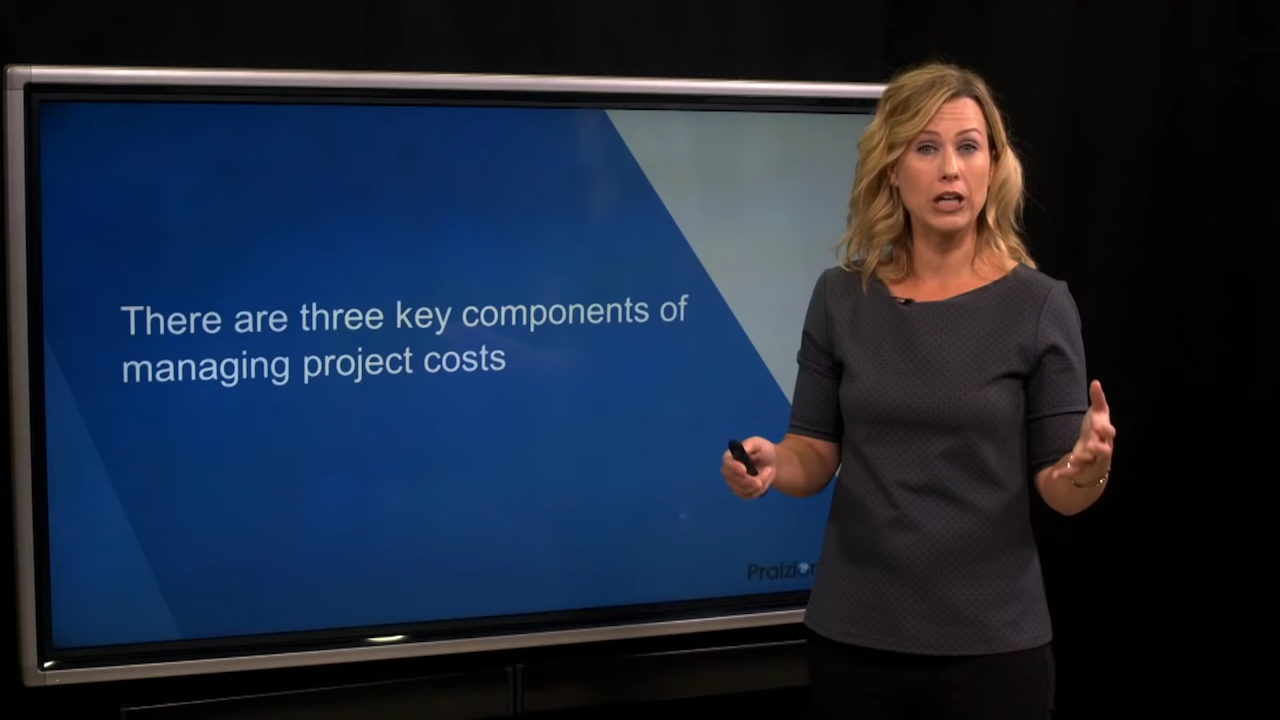 There are three key components of
managing project costs